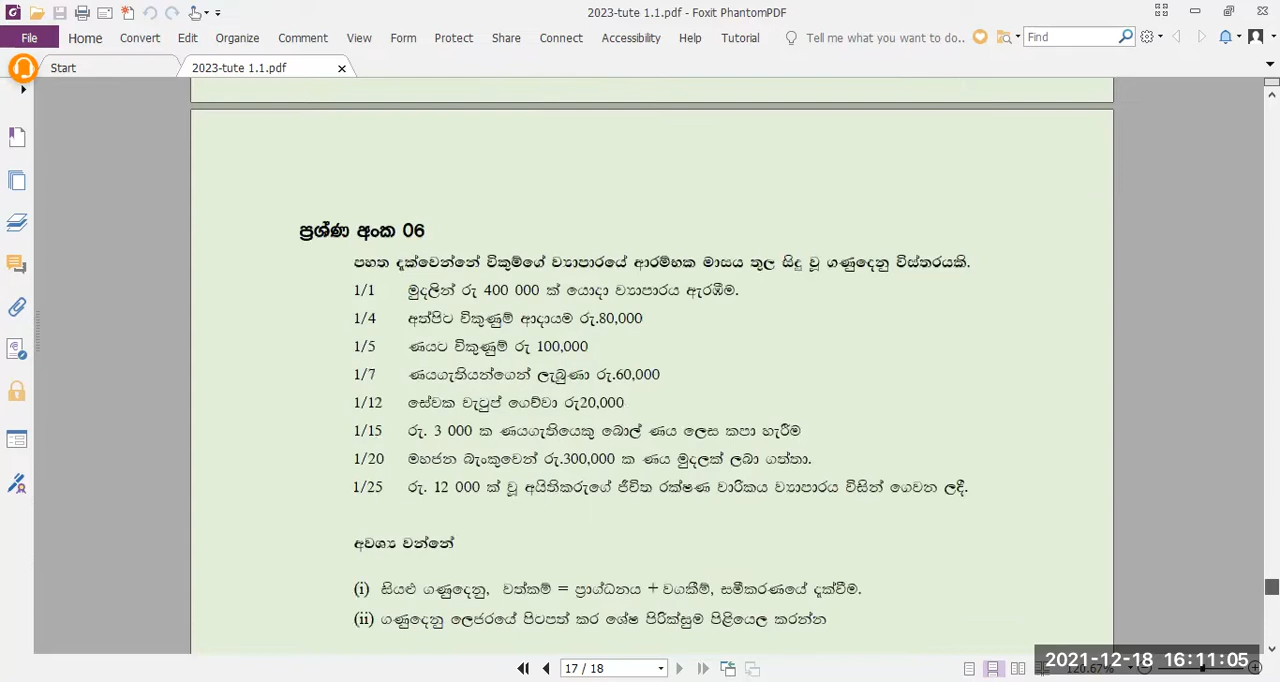 2023-tute 1.1.pdf - Foxit PhantomPDF
File Home Convert Edit Organize Comment View Form Protect Share Connect Accessibility Help Tutorial Tell me what you want to do.. Find
Start 2023-tute 1.1.pdf
ප්‍රශ්ණ අංක 06
පහත දැක්වෙන්නේ විකුම්ගේ ව්‍යාපාරයේ ආරම්භක මාසය තුල සිදු වූ ගණුදෙනු විස්තරයකි.
1/1 මුදලින් රු 400 000 ක් යොදා ව්‍යාපාරය ඇරඹීම.
1/4 අත්පිට විකුණුම් ආදායම රු.80,000
1/5 ණයට විකුණුම් රු 100,000
1/7 ණයගැතියන්ගෙන් ලැබුණා රු.60,000
1/12 සේවක වැටුප් ගෙව්වා රු20,000
1/15 රු. 3 000 ක ණයගැතියෙකු බොල් ණය ලෙස කපා හැරීම
1/20 මහජන බැංකුවෙන් රු.300,000 ක ණය මුදලක් ලබා ගත්තා.
1/25 රු. 12 000 ක් වූ අයිතිකරුගේ ජීවිත රක්ෂණ වාරිකය ව්‍යාපාරය විසින් ගෙවන ලදී.
අවශ්‍ය වන්නේ
(i) සියළු ගණුදෙනු, වත්කම් = ප්‍රාග්ධනය + වගකීම්, සමීකරණයේ දැක්වීම.
(ii) ගණුදෙනු ලෙජරයේ පිටපත් කර ශේෂ පිරික්සුම පිළියෙල කරන්න
17 / 18
2021-12-18 16:11:05
120.67%